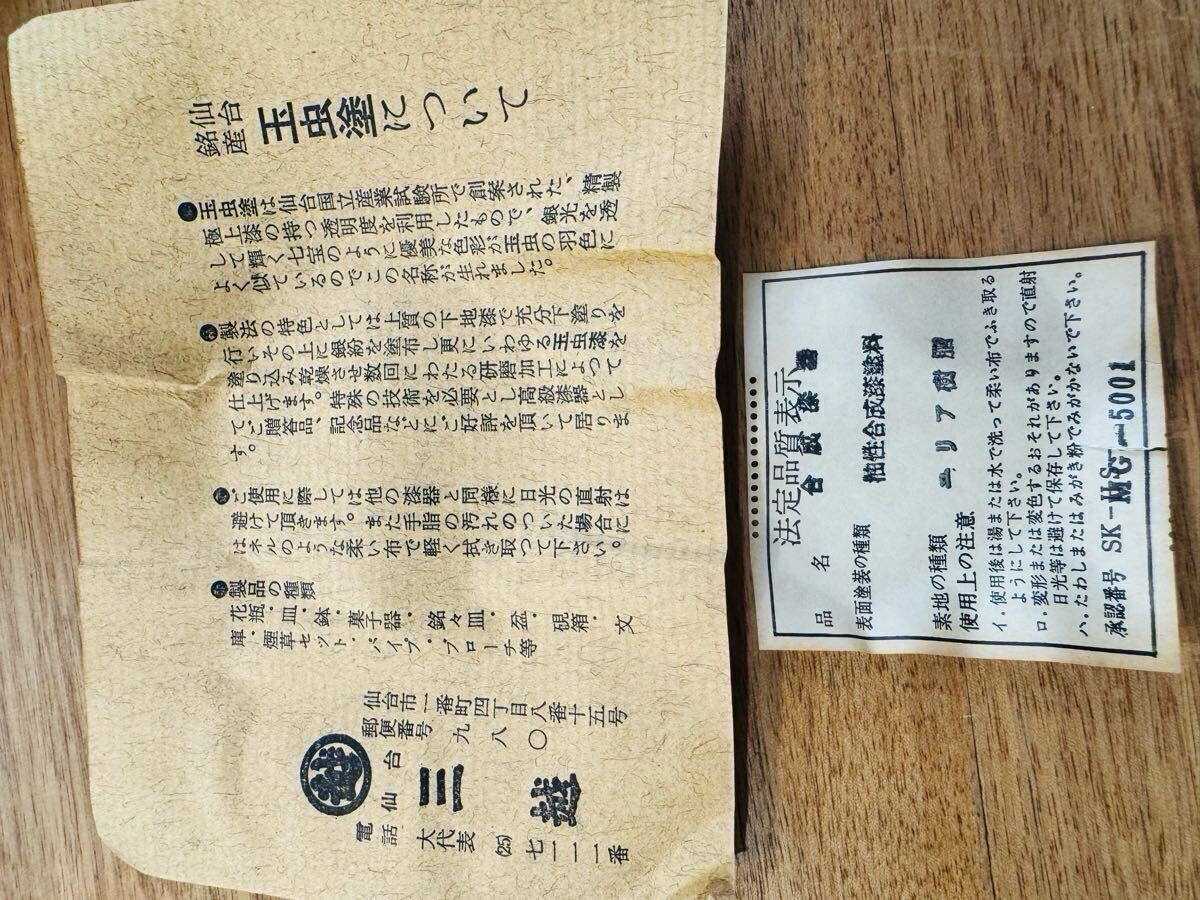 仙台
銘産
玉虫塗について
玉虫塗は仙台国立産業試験所で創案された、精製
極上漆の持つ透明度を利用したもので、銀光を透
して輝く七宝のように優美な色彩が玉虫の羽色に
よく似ているのでこの名称が生れました。
製法の特色としては上質の下地漆で充分下塗りを
行いその上に銀紛を塗布し更にいわゆる玉虫漆を
塗り込み乾燥させ数回にわたる研磨加工によって
仕上げます。特殊の技術を必要とし高級漆器とし
て、ご贈答品、記念品などに、ご好評を頂いて居りま
す。
ご使用に際しては他の漆器と同様に日光の直射は
避けて頂きます。また手脂の汚れのついた場合に
はネルのような柔い布で軽く拭き取って下さい。
製品の種類
花瓶・皿・鉢・菓子器・銘々皿・盆・硯箱・文
庫・煙草セット・パイプ・ブローチ等
仙台市一番町四丁目八番十五号
郵便番号 九八〇
仙台 三越
電話 大代表 (25) 七一一一番
法定品質表示
品名 合成漆器
表面塗装の種類 油性合成漆塗料
素地の種類 ユリア樹脂
使用上の注意
イ、使用後は湯または水で洗って柔い布でふき取る
ようにして下さい。
ロ、変形または変色するおそれがありますので直射
日光等は避けて保存して下さい。
ハ、たわしまたはみがき粉でみがかないで下さい。
承認番号 SK-MG-5001